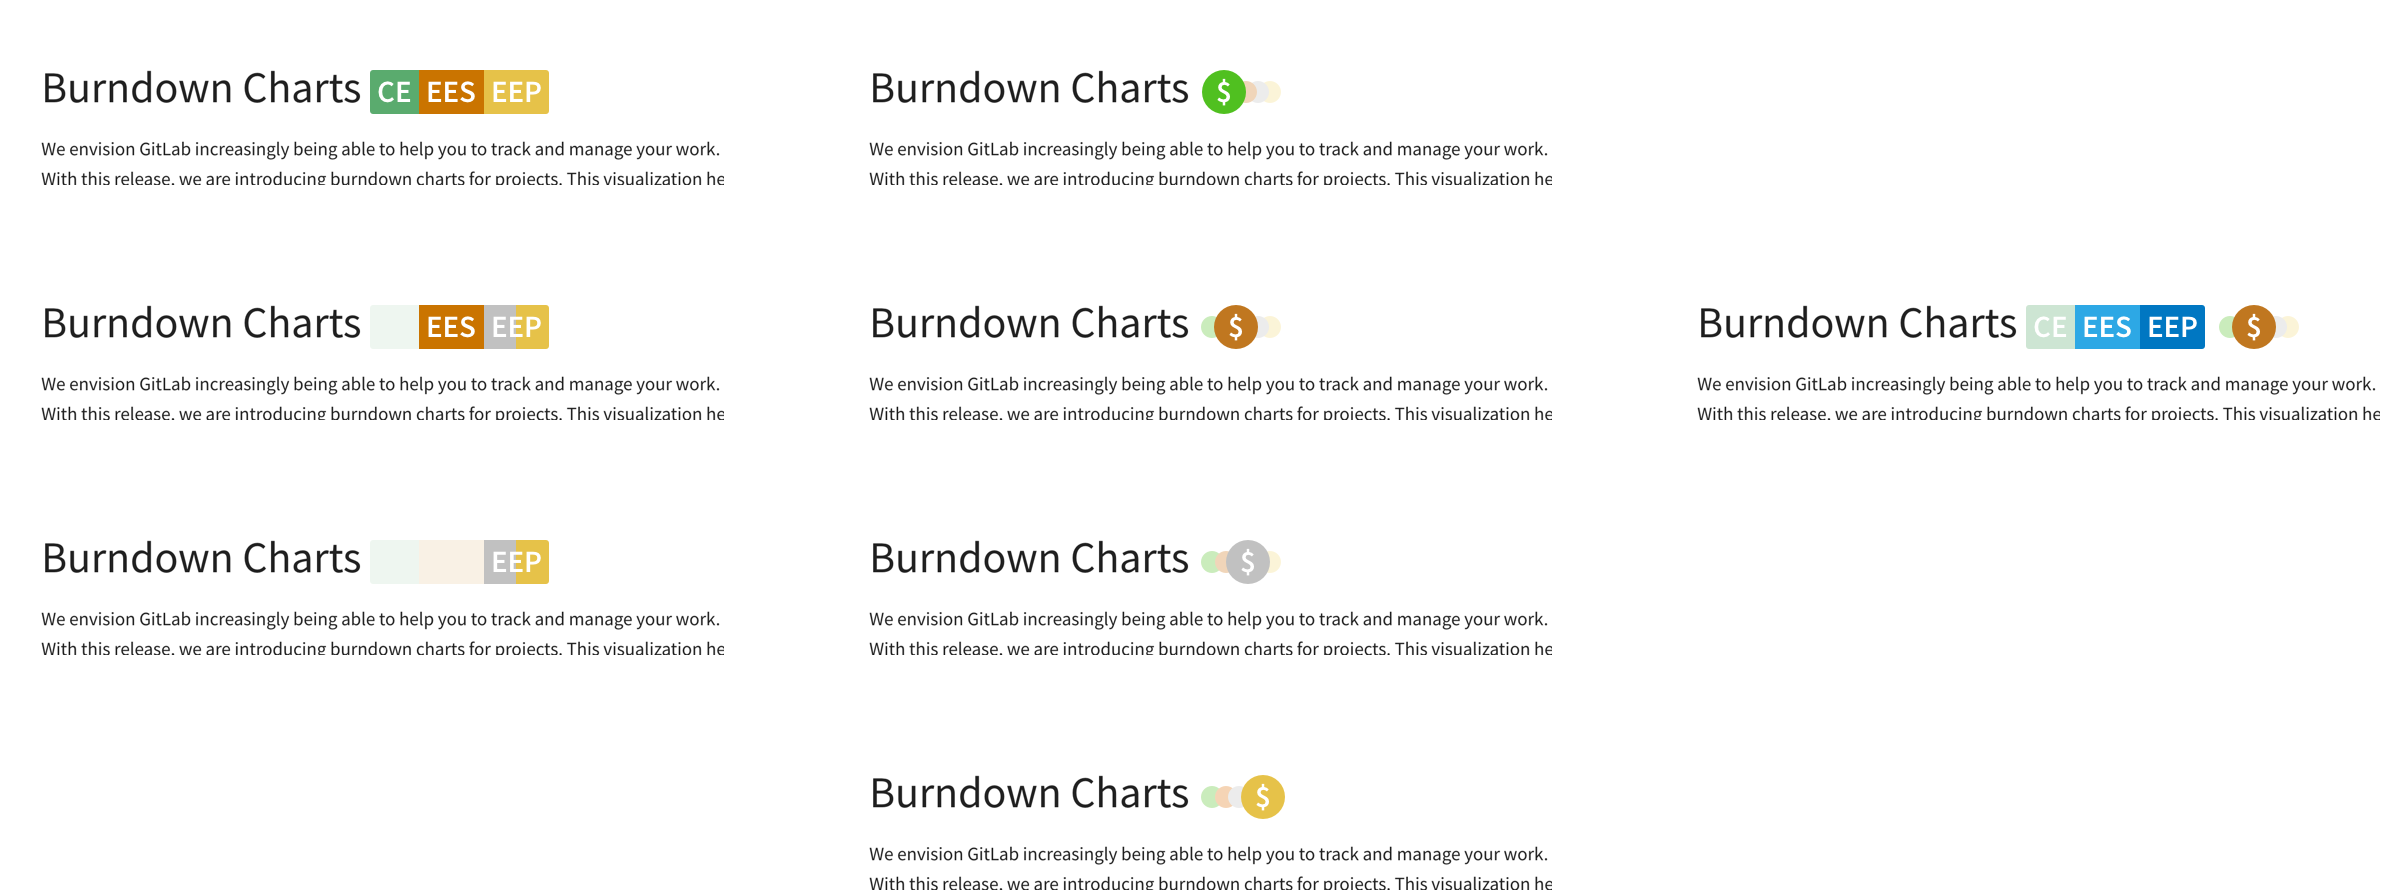 Burndown Charts CE EES EEP
We envision GitLab increasingly being able to help you to track and manage your work.
With this release, we are introducing burndown charts for projects. This visualization he
Burndown Charts $
We envision GitLab increasingly being able to help you to track and manage your work.
With this release, we are introducing burndown charts for projects. This visualization he
Burndown Charts EES EEP
We envision GitLab increasingly being able to help you to track and manage your work.
With this release, we are introducing burndown charts for projects. This visualization he
Burndown Charts $
We envision GitLab increasingly being able to help you to track and manage your work.
With this release, we are introducing burndown charts for projects. This visualization he
Burndown Charts CE EES EEP $
We envision GitLab increasingly being able to help you to track and manage your work.
With this release, we are introducing burndown charts for projects. This visualization he
Burndown Charts EEP
We envision GitLab increasingly being able to help you to track and manage your work.
With this release, we are introducing burndown charts for projects. This visualization he
Burndown Charts $
We envision GitLab increasingly being able to help you to track and manage your work.
With this release, we are introducing burndown charts for projects. This visualization he
Burndown Charts $
We envision GitLab increasingly being able to help you to track and manage your work.
With this release, we are introducing burndown charts for projects. This visualization he